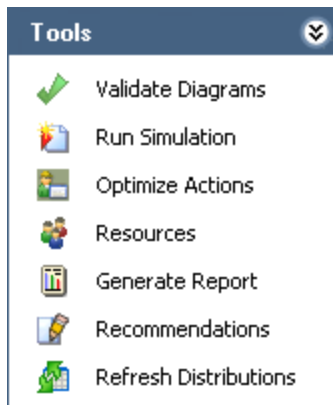 Tools
Validate Diagrams
Run Simulation
Optimize Actions
Resources
Generate Report
Recommendations
Refresh Distributions